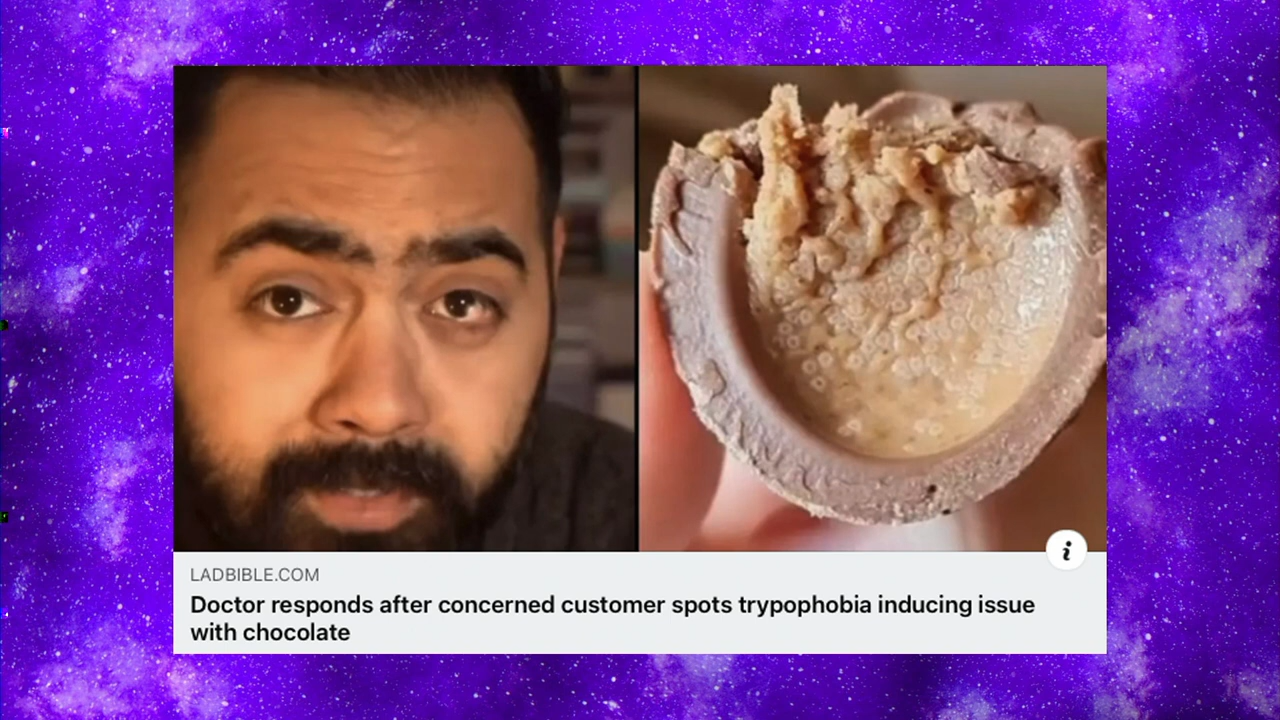 LADBIBLE.COM
Doctor responds after concerned customer spots trypophobia inducing issue
with chocolate